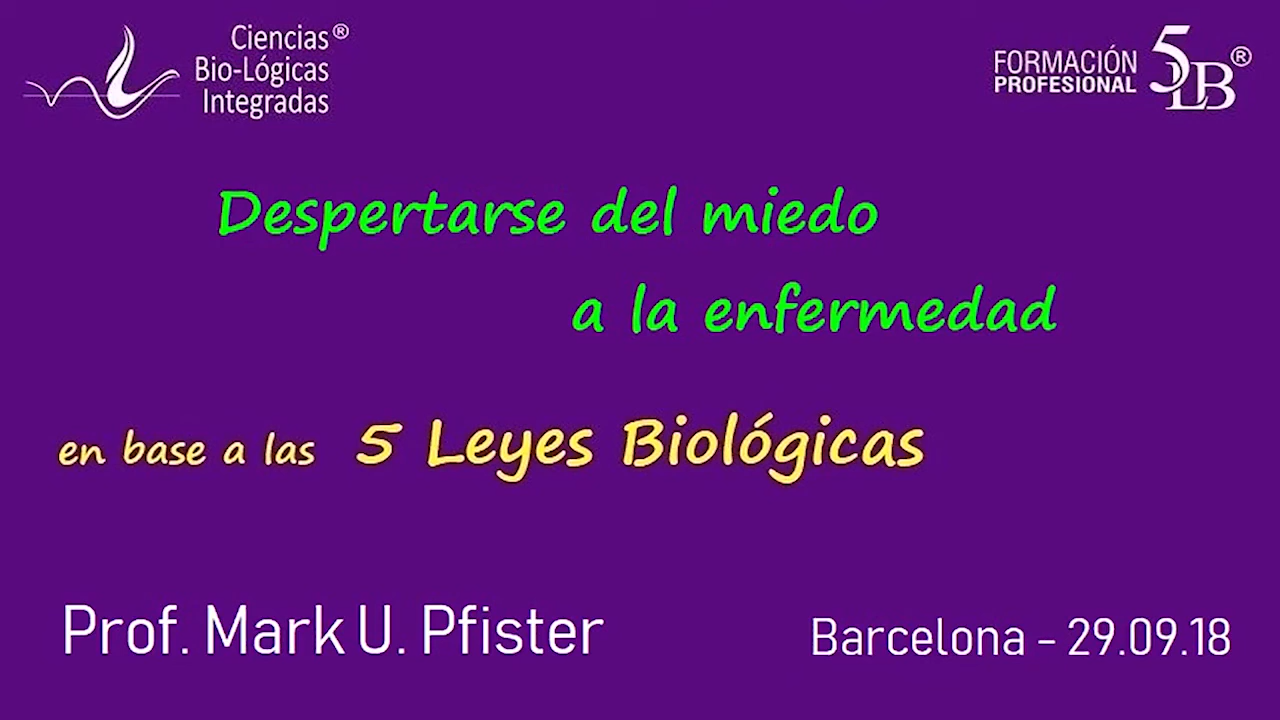 Ciencias ®
Bio-Lógicas
Integradas
FORMACIÓN
PROFESIONAL
5LB®
Despertarse del miedo
a la enfermedad
en base a las 5 Leyes Biológicas
Prof. Mark U. Pfister
Barcelona - 29.09.18